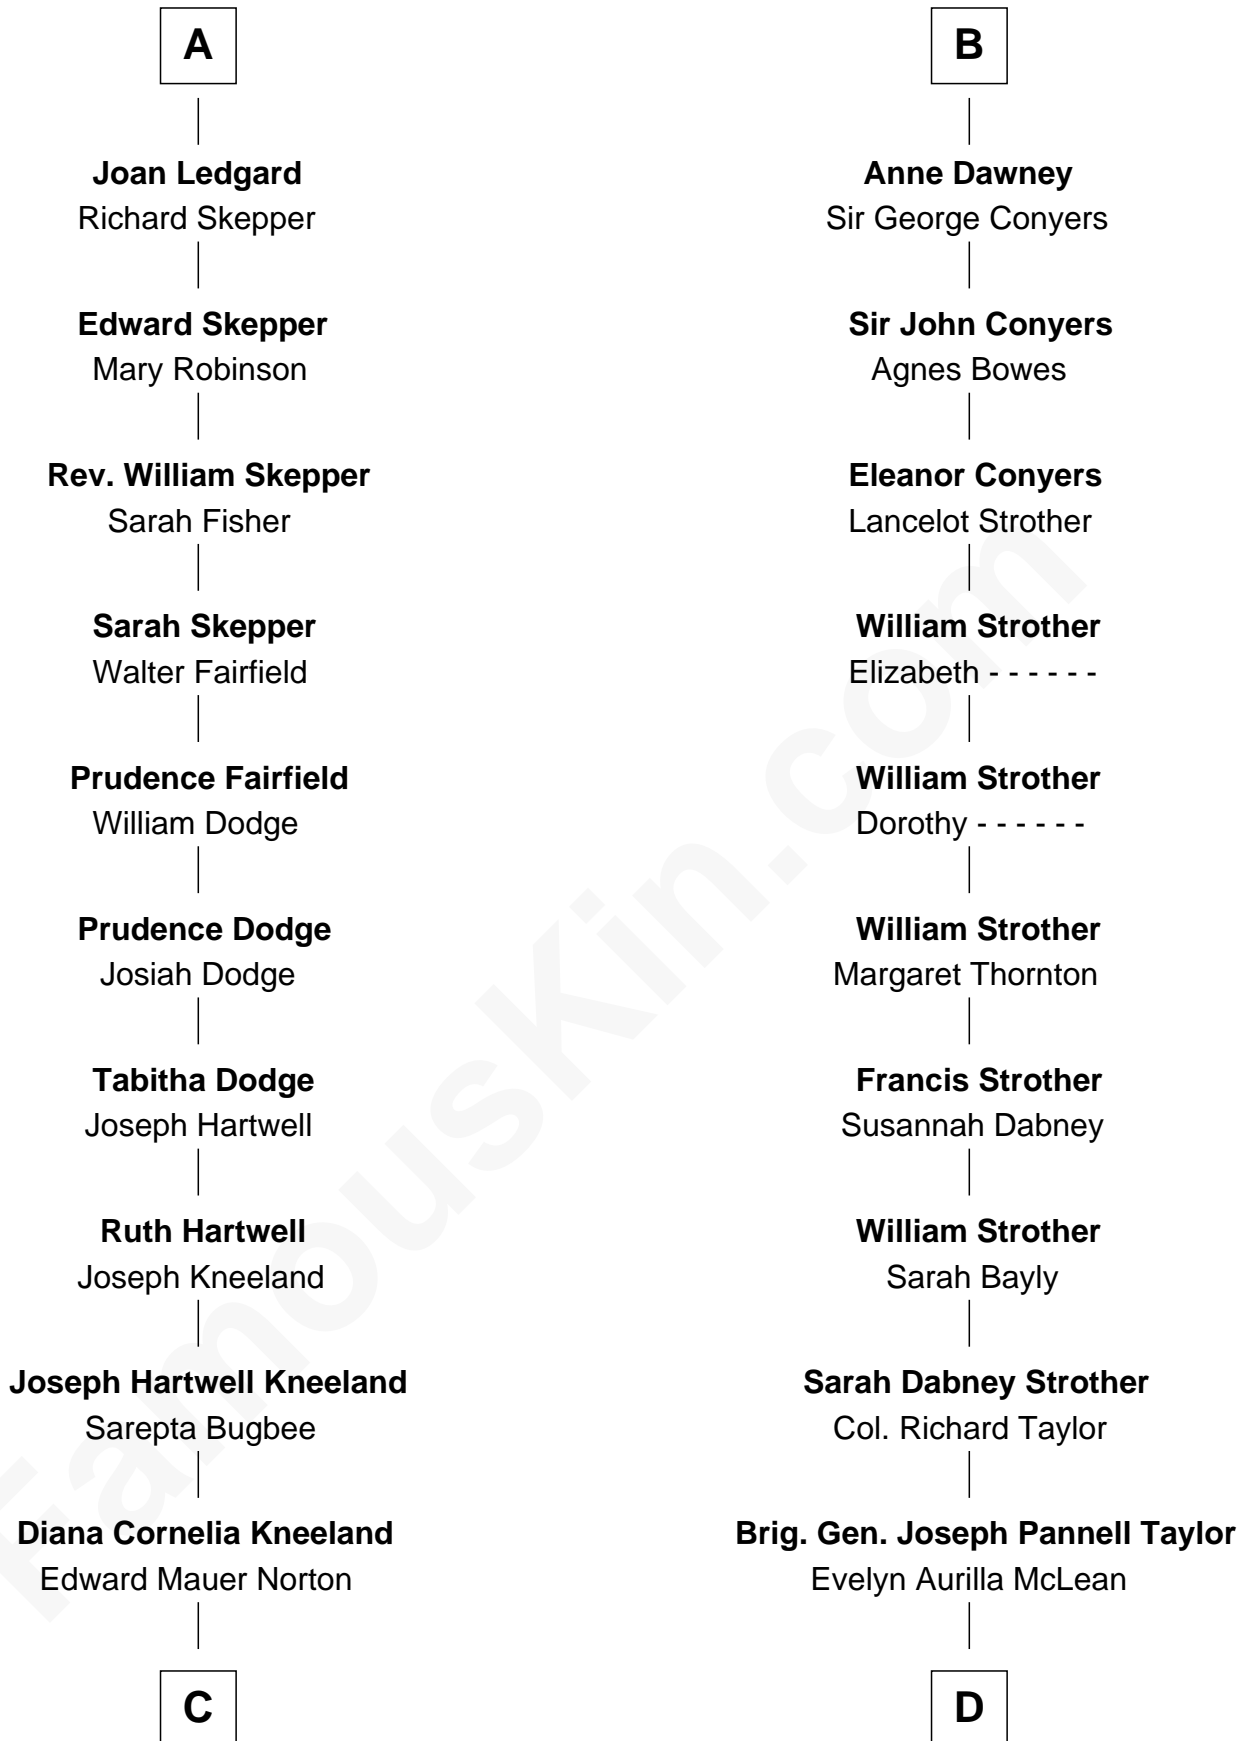 A
Joan Ledgard
Richard Skepper
Edward Skepper
Mary Robinson
Rev. William Skepper
Sarah Fisher
Sarah Skepper
Walter Fairfield
Prudence Fairfield
William Dodge
Prudence Dodge
Josiah Dodge
Tabitha Dodge
Joseph Hartwell
Ruth Hartwell
Joseph Kneeland
Joseph Hartwell Kneeland
Sarepta Bugbee
Diana Cornelia Kneeland
Edward Mauer Norton
C
B
Anne Dawney
Sir George Conyers
Sir John Conyers
Agnes Bowes
Eleanor Conyers
Lancelot Strother
William Strother
Elizabeth - - - - - -
William Strother
Dorothy - - - - - -
William Strother
Margaret Thornton
Francis Strother
Susannah Dabney
William Strother
Sarah Bayly
Sarah Dabney Strother
Col. Richard Taylor
Brig. Gen. Joseph Pannell Taylor
Evelyn Aurilla McLean
D
FamousKin.com